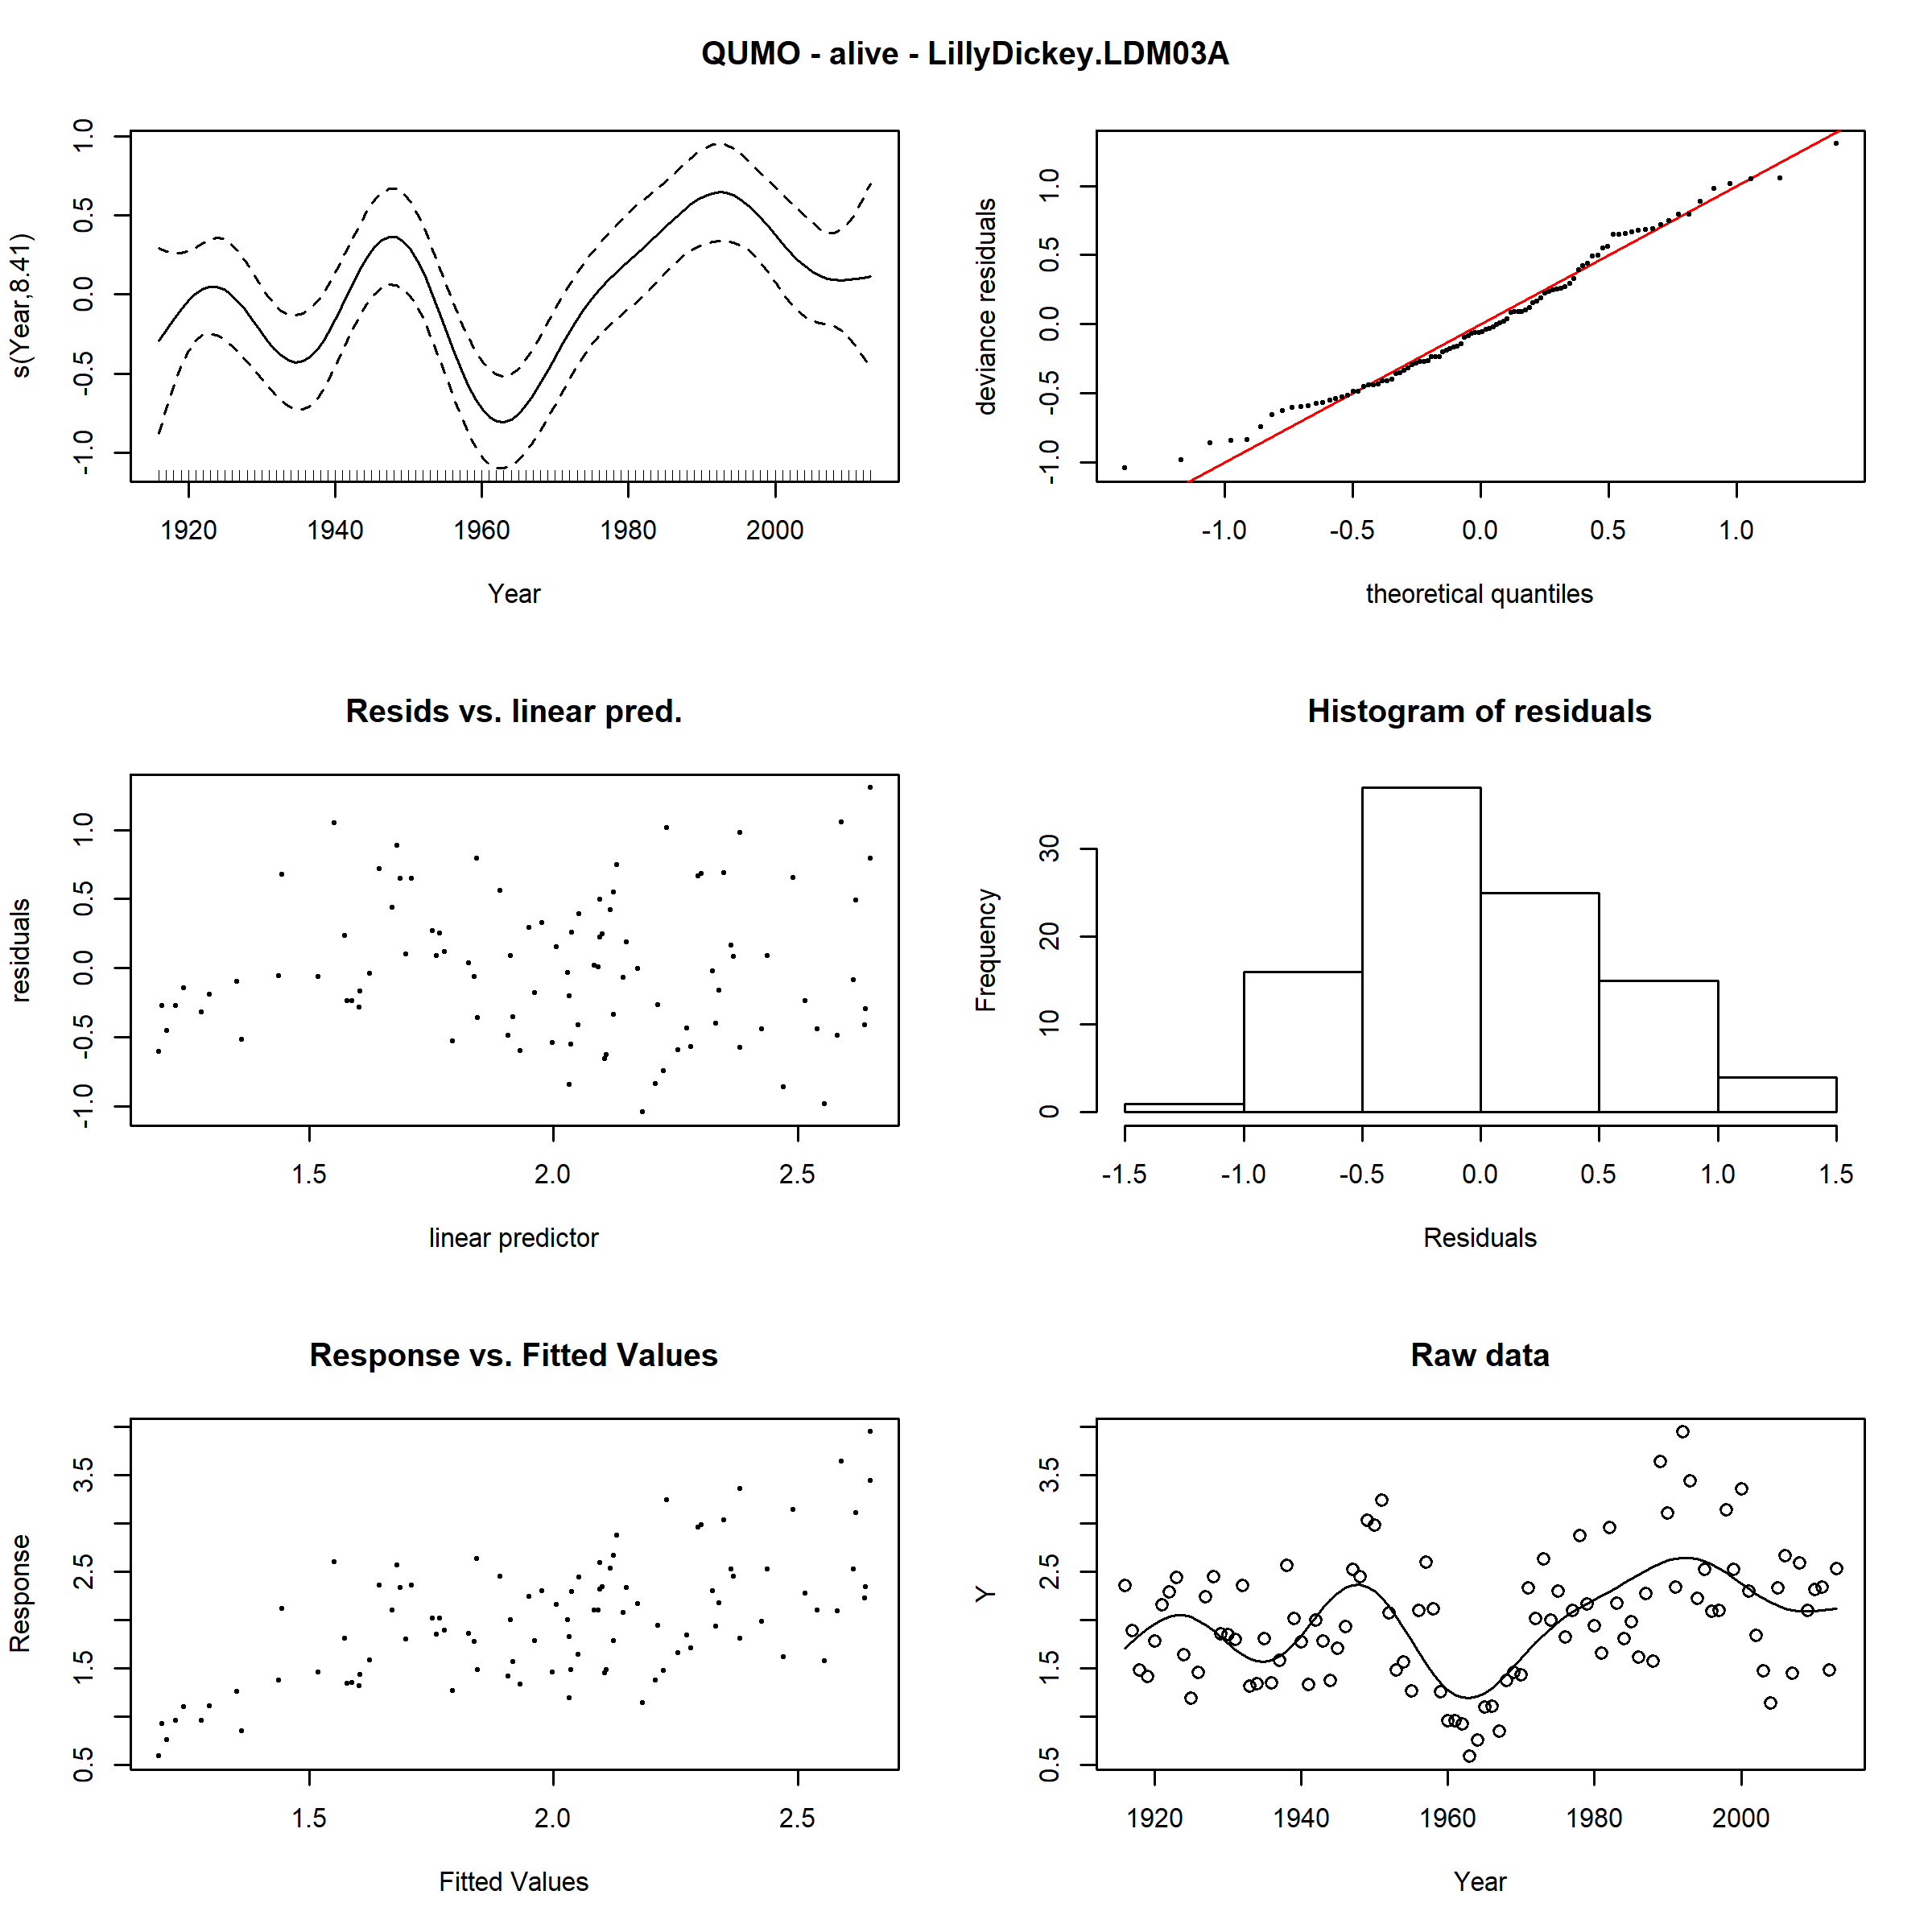 QUMO - alive - LillyDickey.LDM03A
s(Year,8.41)
-1.0 -0.5 0.0 0.5 1.0
1920 1940 1960 1980 2000
Year
deviance residuals
-1.0 -0.5 0.0 0.5 1.0
-1.0 -0.5 0.0 0.5 1.0
theoretical quantiles
Resids vs. linear pred.
residuals
-1.0 -0.5 0.0 0.5 1.0
1.5 2.0 2.5
linear predictor
Histogram of residuals
Frequency
0 10 20 30
-1.5 -1.0 -0.5 0.0 0.5 1.0 1.5
Residuals
Response vs. Fitted Values
Response
0.5 1.5 2.5 3.5
1.5 2.0 2.5
Fitted Values
Raw data
Y
0.5 1.5 2.5 3.5
1920 1940 1960 1980 2000
Year